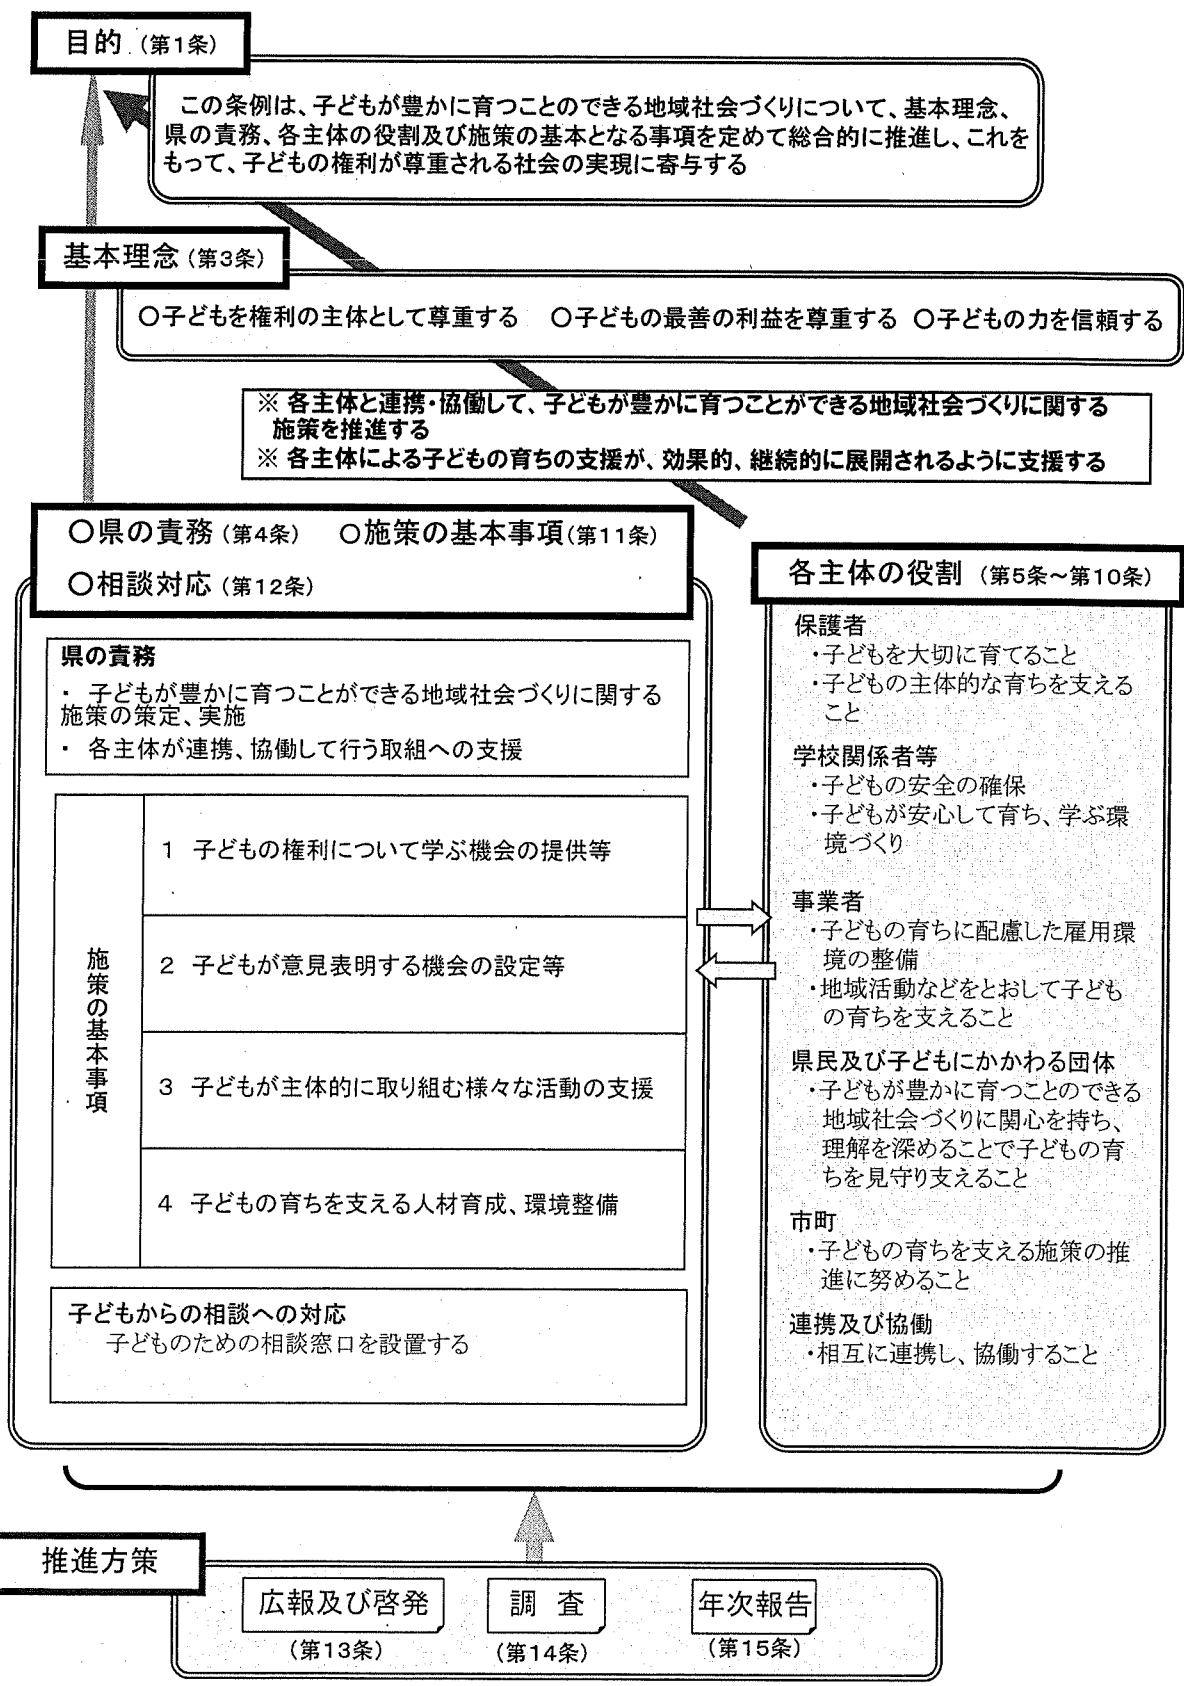 目的（第1条）
この条例は、子どもが豊かに育つことのできる地域社会づくりについて、基本理念、
県の責務、各主体の役割及び施策の基本となる事項を定めて総合的に推進し、これを
もって、子どもの権利が尊重される社会の実現に寄与する
基本理念（第3条）
○子どもを権利の主体として尊重する　○子どもの最善の利益を尊重する ○子どもの力を信頼する
※ 各主体と連携・協働して、子どもが豊かに育つことができる地域社会づくりに関する
施策を推進する
※ 各主体による子どもの育ちの支援が、効果的、継続的に展開されるように支援する
○県の責務（第4条）　○施策の基本事項（第11条）
○相談対応（第12条）
県の責務
・ 子どもが豊かに育つことができる地域社会づくりに関する
施策の策定、実施
・ 各主体が連携、協働して行う取組への支援
施策の基本事項
1 子どもの権利について学ぶ機会の提供等
2 子どもが意見表明する機会の設定等
3 子どもが主体的に取り組む様々な活動の支援
4 子どもの育ちを支える人材育成、環境整備
子どもからの相談への対応
子どものための相談窓口を設置する
各主体の役割（第5条～第10条）
保護者
・子どもを大切に育てること
・子どもの主体的な育ちを支える
こと
学校関係者等
・子どもの安全の確保
・子どもが安心して育ち、学ぶ環
境づくり
事業者
・子どもの育ちに配慮した雇用環
境の整備
・地域活動などをとおして子ども
の育ちを支えること
県民及び子どもにかかわる団体
・子どもが豊かに育つことのできる
地域社会づくりに関心を持ち、
理解を深めることで子どもの育
ちを見守り支えること
市町
・子どもの育ちを支える施策の推
進に努めること
連携及び協働
・相互に連携し、協働すること
推進方策
広報及び啓発
（第13条）
調 査
（第14条）
年次報告
（第15条）